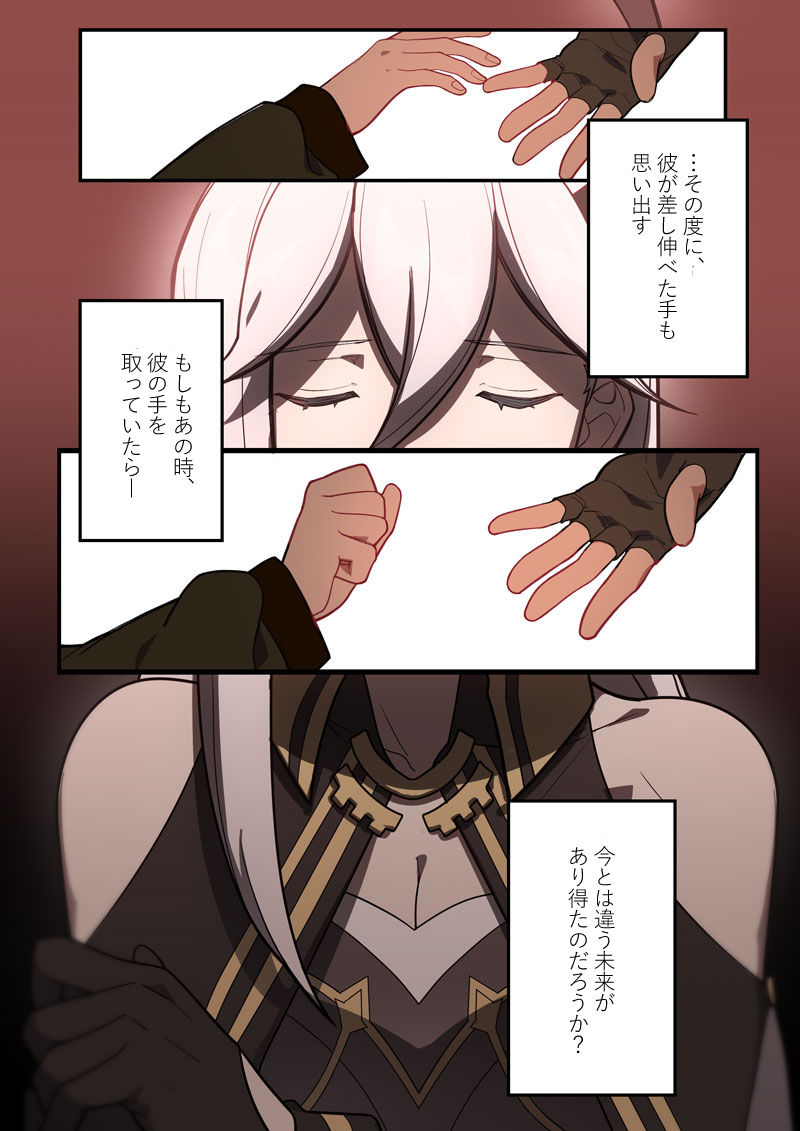 …その度に、
彼が差し伸べた手も
思い出す
もしもあの時、
彼の手を
取っていたら―
今とは違う未来が
あり得たのだろうか？